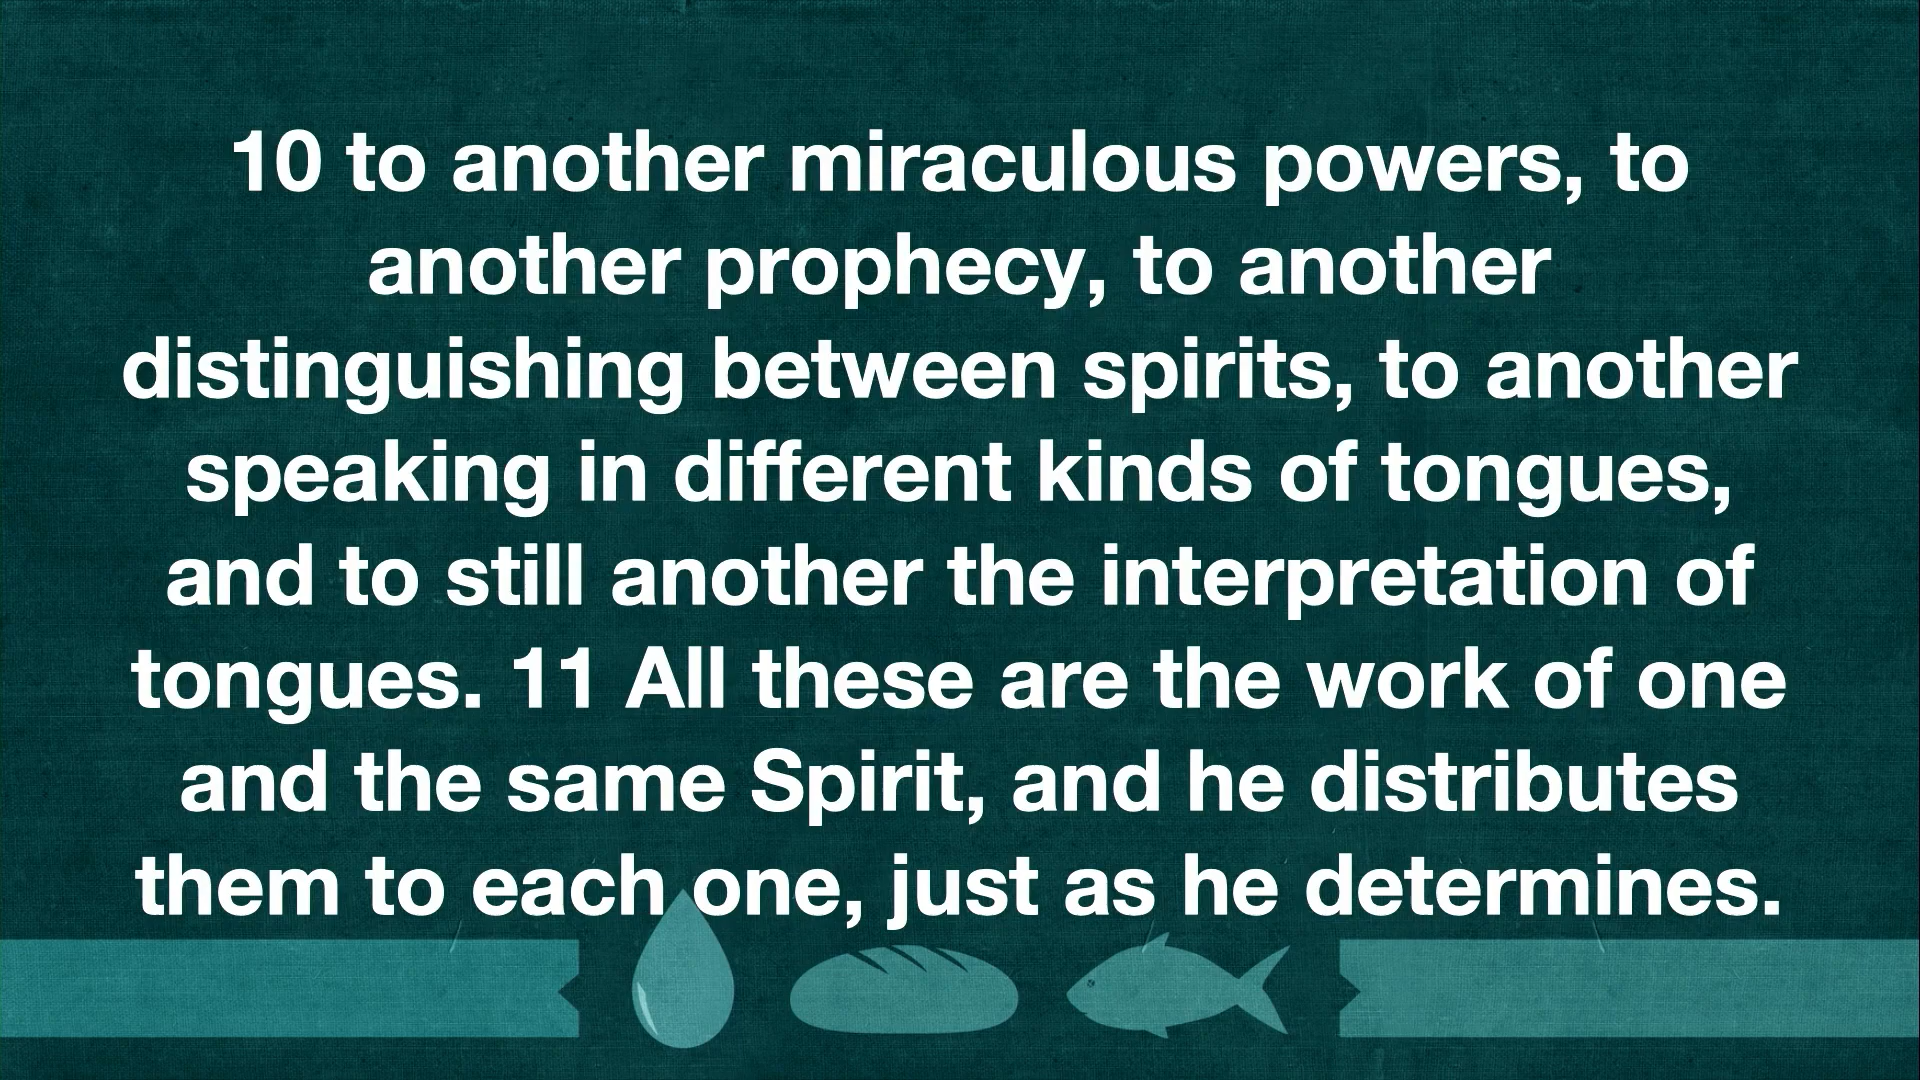 10 to another miraculous powers, to
another prophecy, to another
distinguishing between spirits, to another
speaking in different kinds of tongues,
and to still another the interpretation of
tongues. 11 All these are the work of one
and the same Spirit, and he distributes
them to each one, just as he determines.